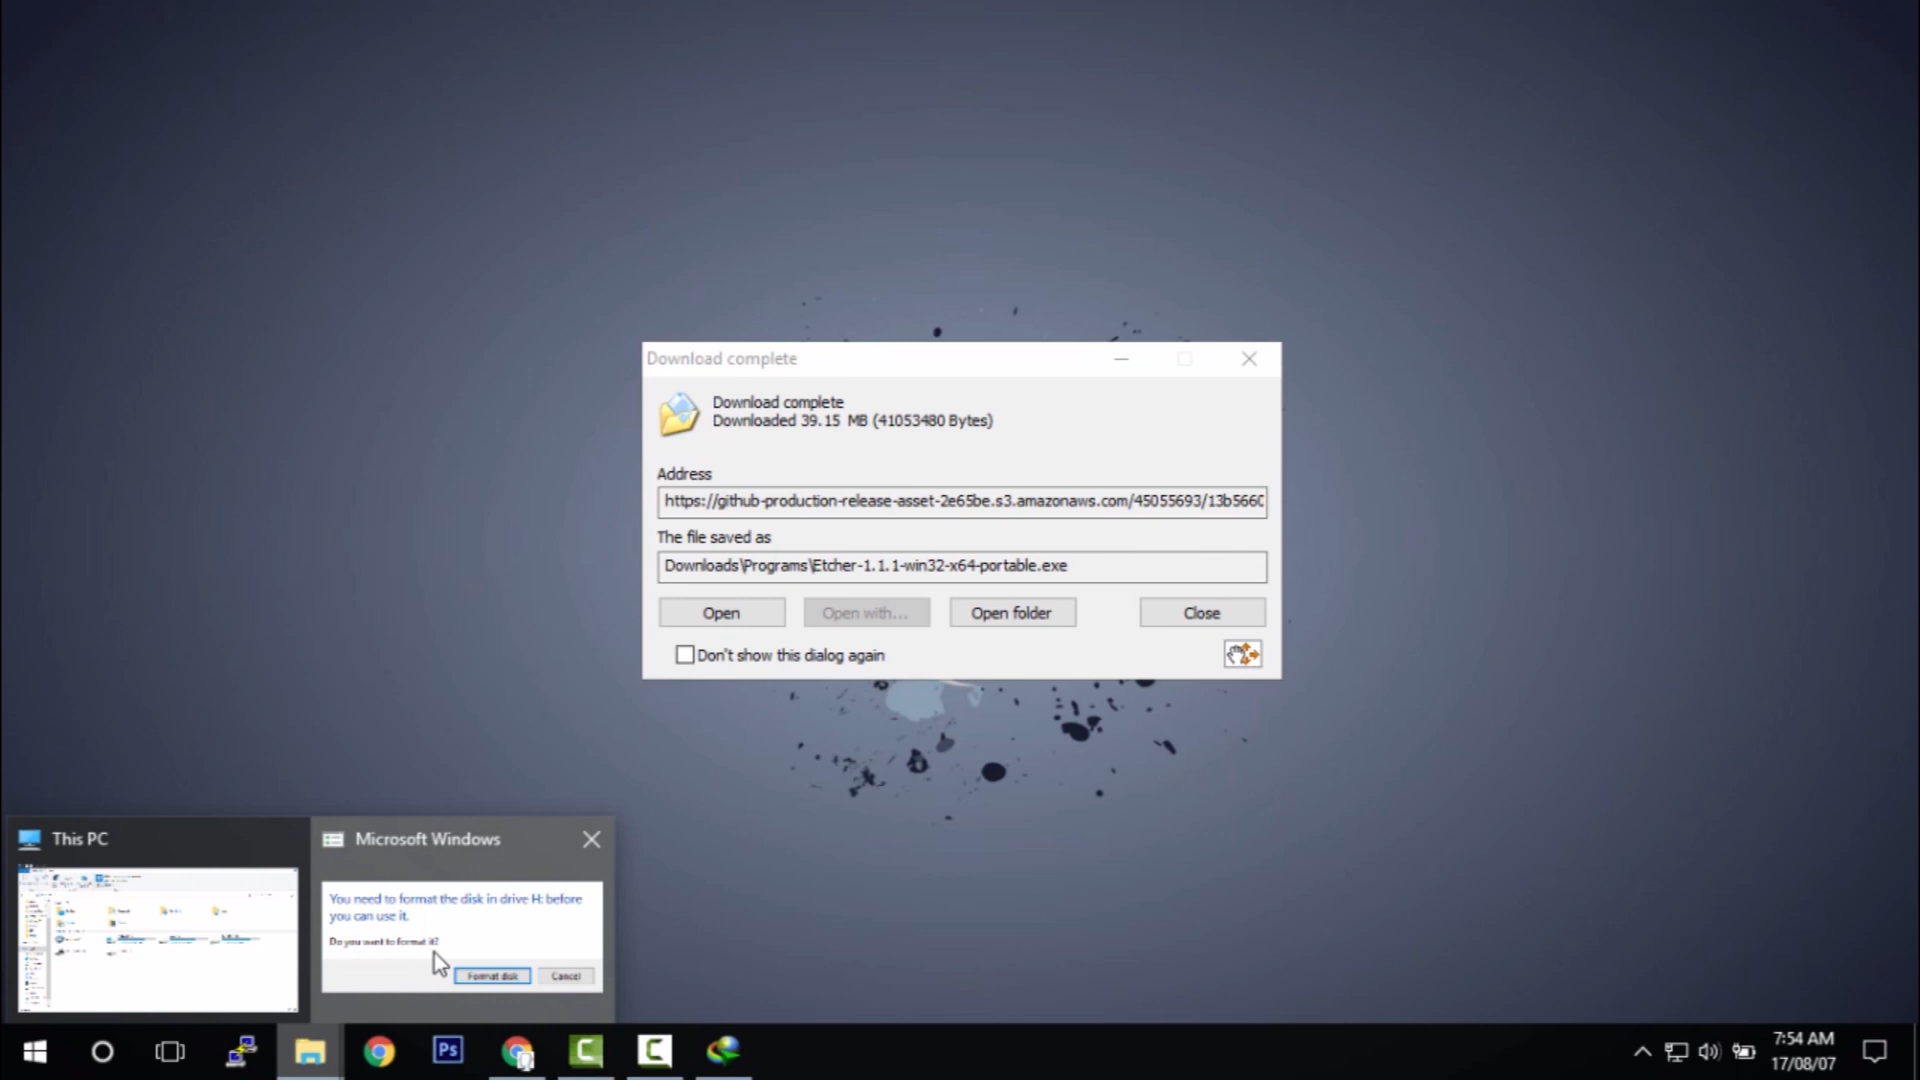 Download complete
Download complete
Downloaded 39.15 MB (41053480 Bytes)
Address
https://github-production-release-asset-2e65be.s3.amazonaws.com/45055693/13b5660
The file saved as
Downloads\Programs\Etcher-1.1.1-win32-x64-portable.exe
Open
Open with...
Open folder
Close
Don't show this dialog again
This PC
Microsoft Windows
You need to format the disk in drive H: before
you can use it.
Do you want to format it?
Format disk
Cancel
Ps
7:54 AM
17/08/07